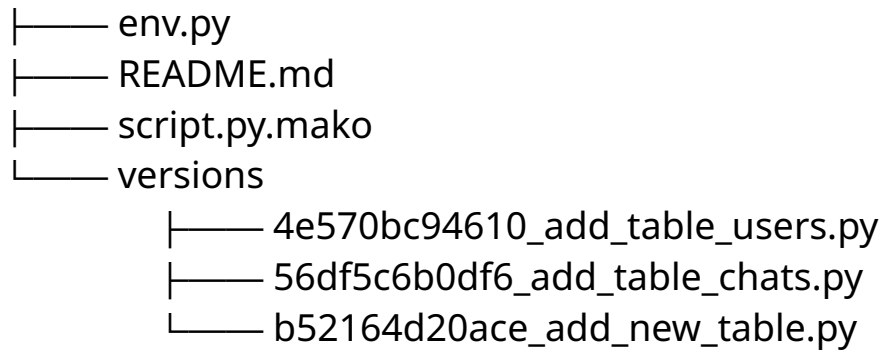 ├── env.py
├── README.md
├── script.py.mako
└── versions
    ├── 4e570bc94610_add_table_users.py
    ├── 56df5c6b0df6_add_table_chats.py
    └── b52164d20ace_add_new_table.py